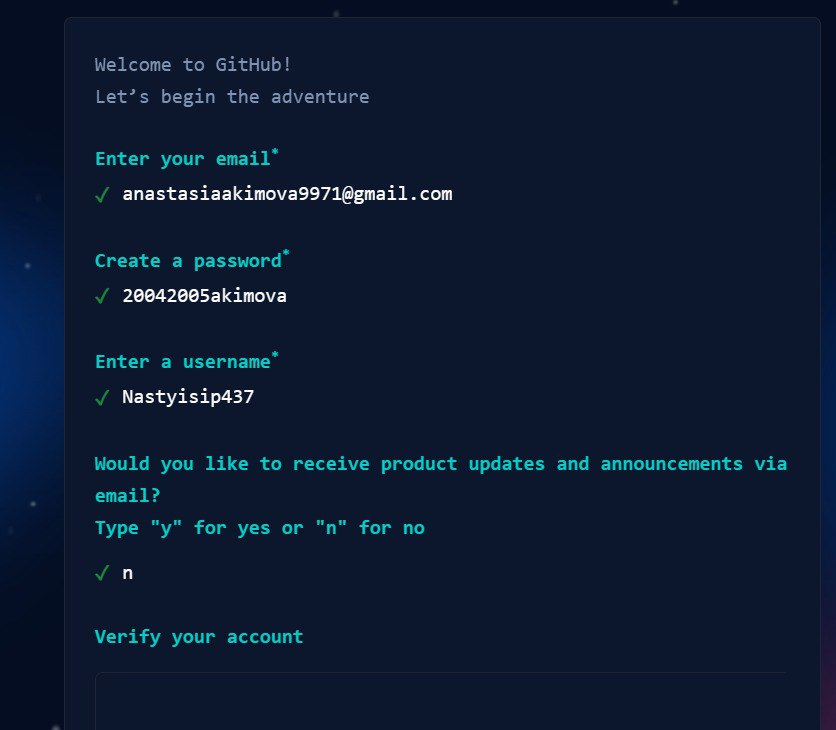 Welcome to GitHub!
Let’s begin the adventure
Enter your email*
✓ anastasiaakimova9971@gmail.com
Create a password*
✓ 20042005akimova
Enter a username*
✓ Nastyisip437
Would you like to receive product updates and announcements via
email?
Type "y" for yes or "n" for no
✓ n
Verify your account